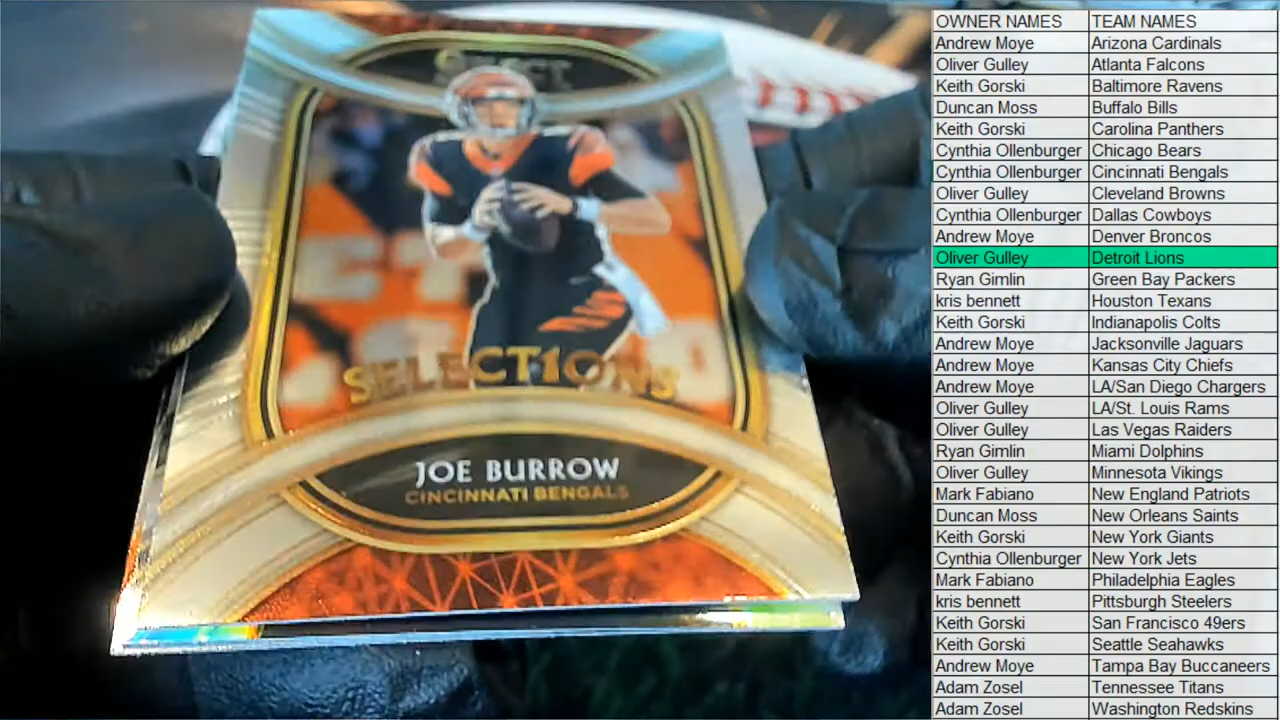 SELECT
SELECT1ONS
JOE BURROW
CINCINNATI BENGALS
OWNER NAMES TEAM NAMES
Andrew Moye Arizona Cardinals
Oliver Gulley Atlanta Falcons
Keith Gorski Baltimore Ravens
Duncan Moss Buffalo Bills
Keith Gorski Carolina Panthers
Cynthia Ollenburger Chicago Bears
Cynthia Ollenburger Cincinnati Bengals
Oliver Gulley Cleveland Browns
Cynthia Ollenburger Dallas Cowboys
Andrew Moye Denver Broncos
Oliver Gulley Detroit Lions
Ryan Gimlin Green Bay Packers
kris bennett Houston Texans
Keith Gorski Indianapolis Colts
Andrew Moye Jacksonville Jaguars
Andrew Moye Kansas City Chiefs
Andrew Moye LA/San Diego Chargers
Oliver Gulley LA/St. Louis Rams
Oliver Gulley Las Vegas Raiders
Ryan Gimlin Miami Dolphins
Oliver Gulley Minnesota Vikings
Mark Fabiano New England Patriots
Duncan Moss New Orleans Saints
Keith Gorski New York Giants
Cynthia Ollenburger New York Jets
Mark Fabiano Philadelphia Eagles
kris bennett Pittsburgh Steelers
Keith Gorski San Francisco 49ers
Keith Gorski Seattle Seahawks
Andrew Moye Tampa Bay Buccaneers
Adam Zosel Tennessee Titans
Adam Zosel Washington Redskins